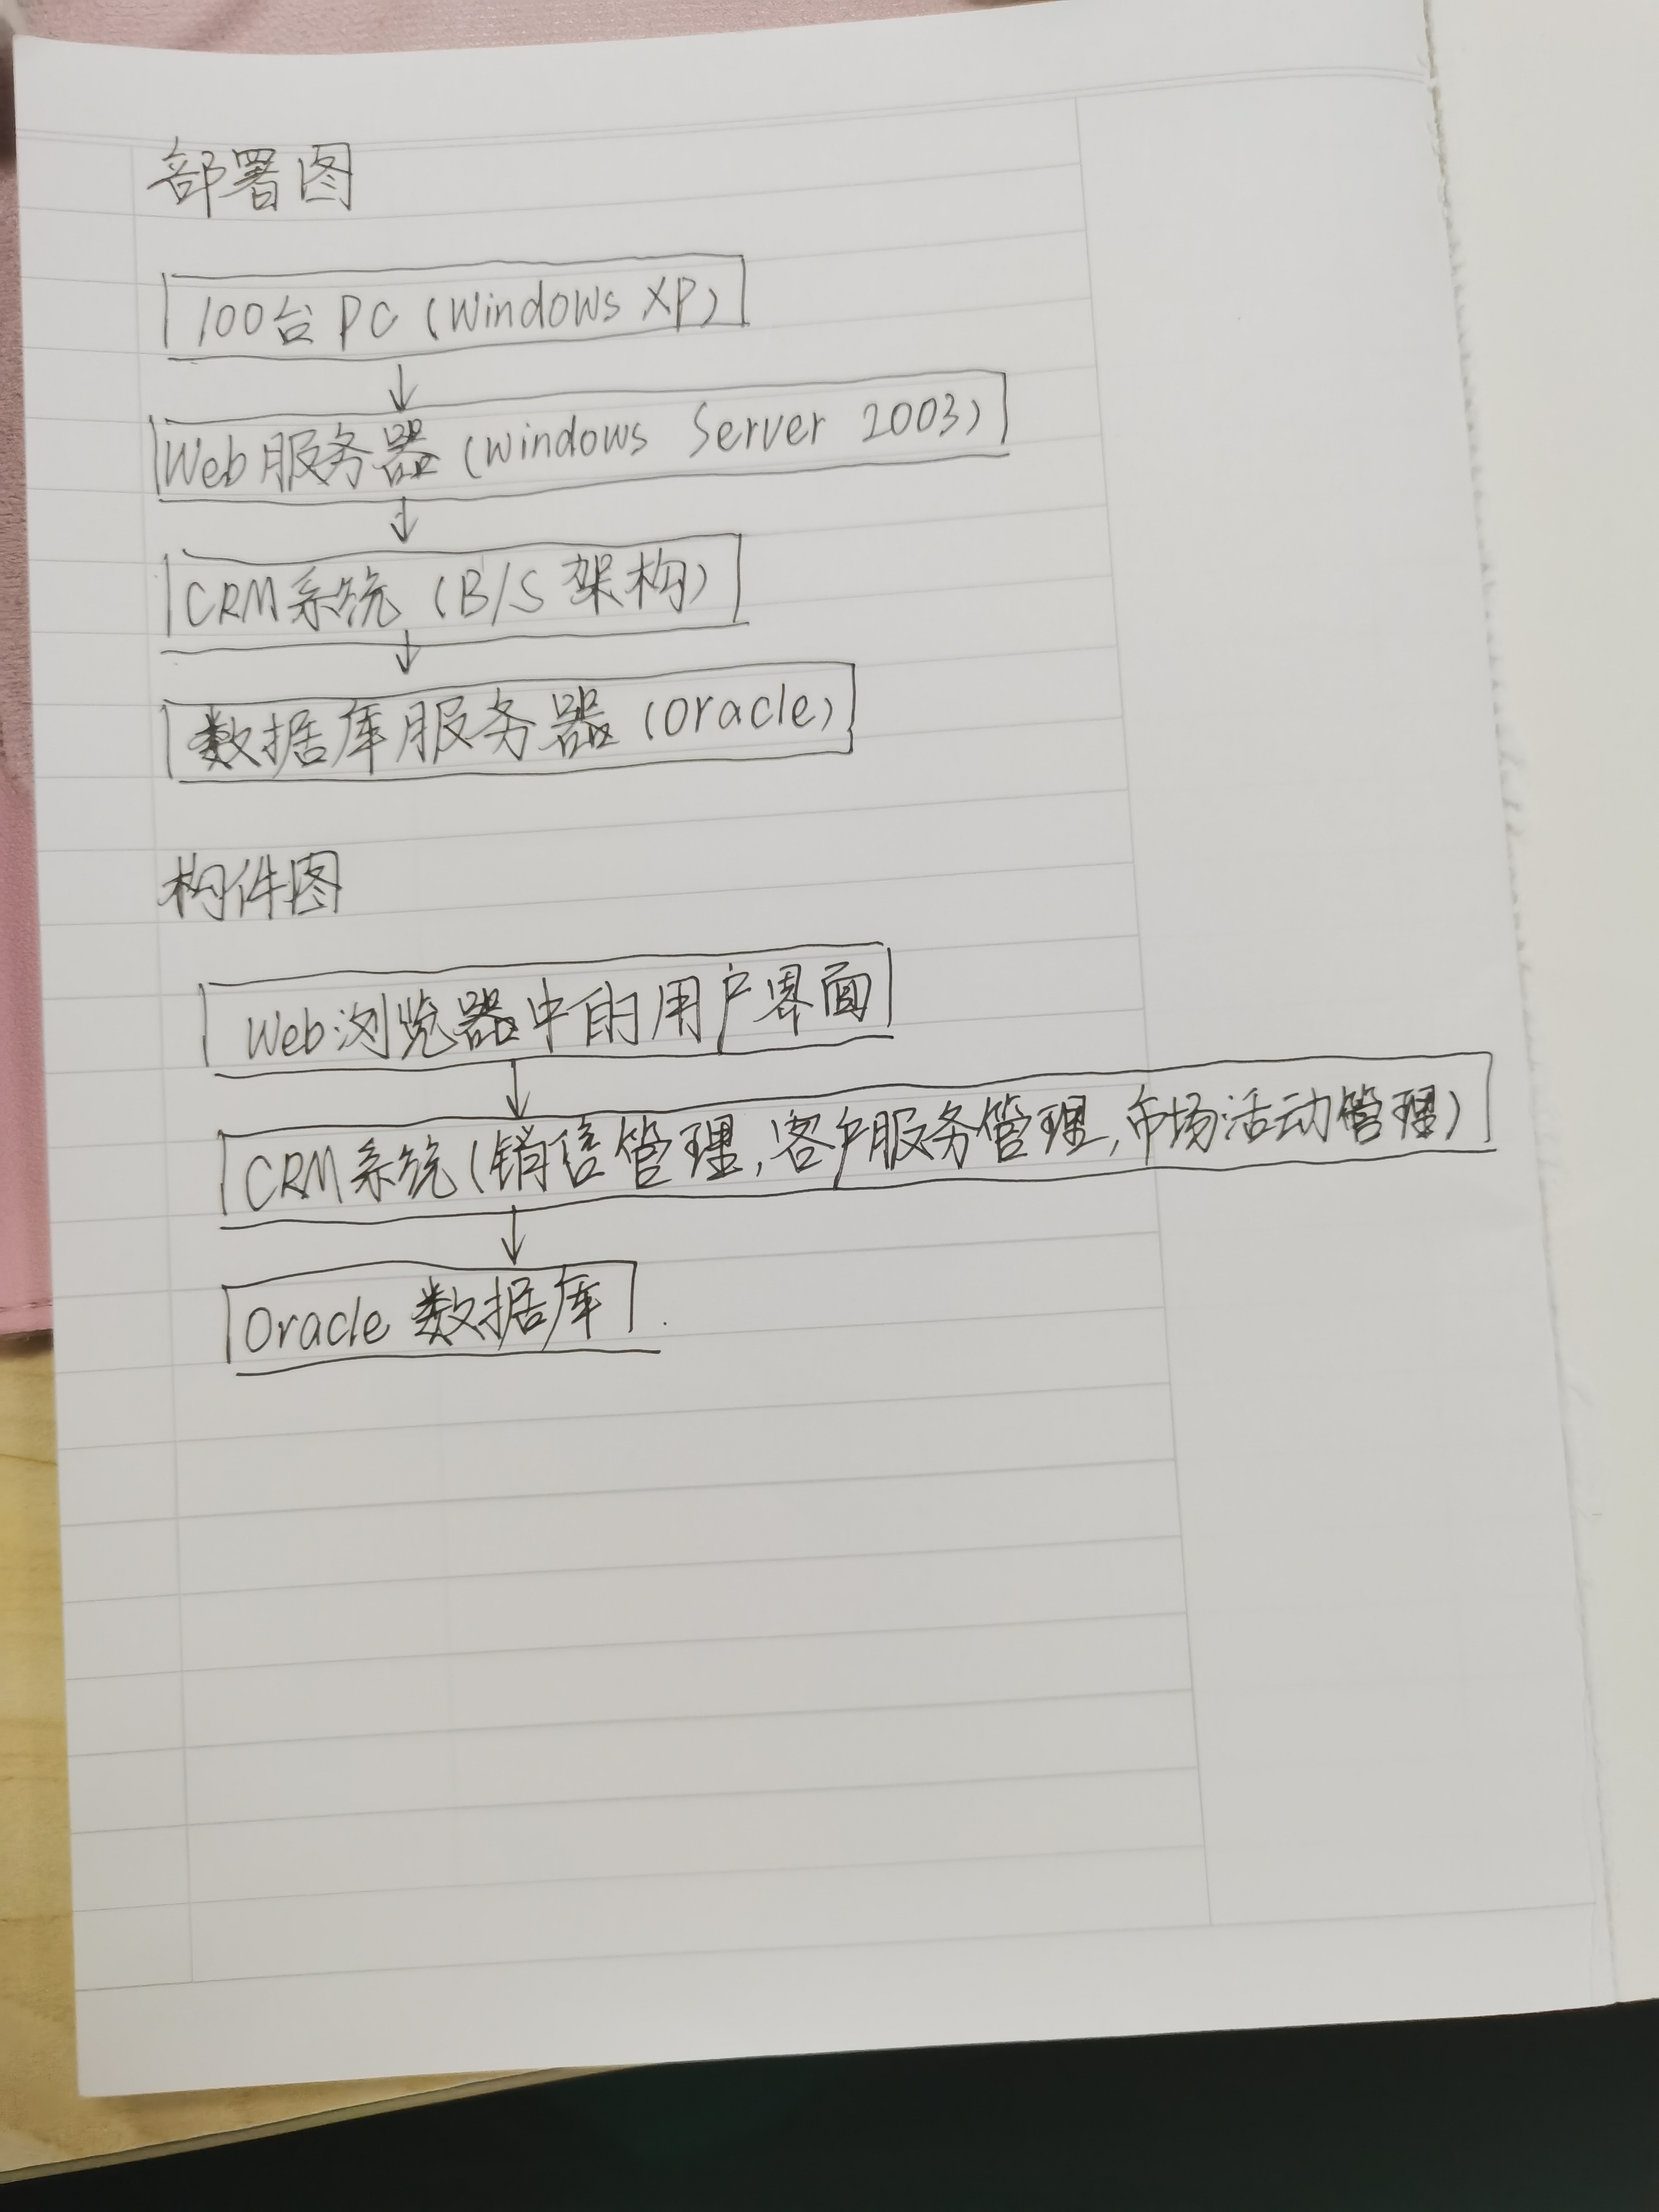 部署图
100台 PC (Windows XP)
Web服务器 (windows Server 2003)
CRM系统 (B/S 架构)
数据库服务器 (Oracle)
构件图
Web浏览器中的用户界面
CRM系统(销售管理,客户服务管理,市场活动管理)
Oracle 数据库